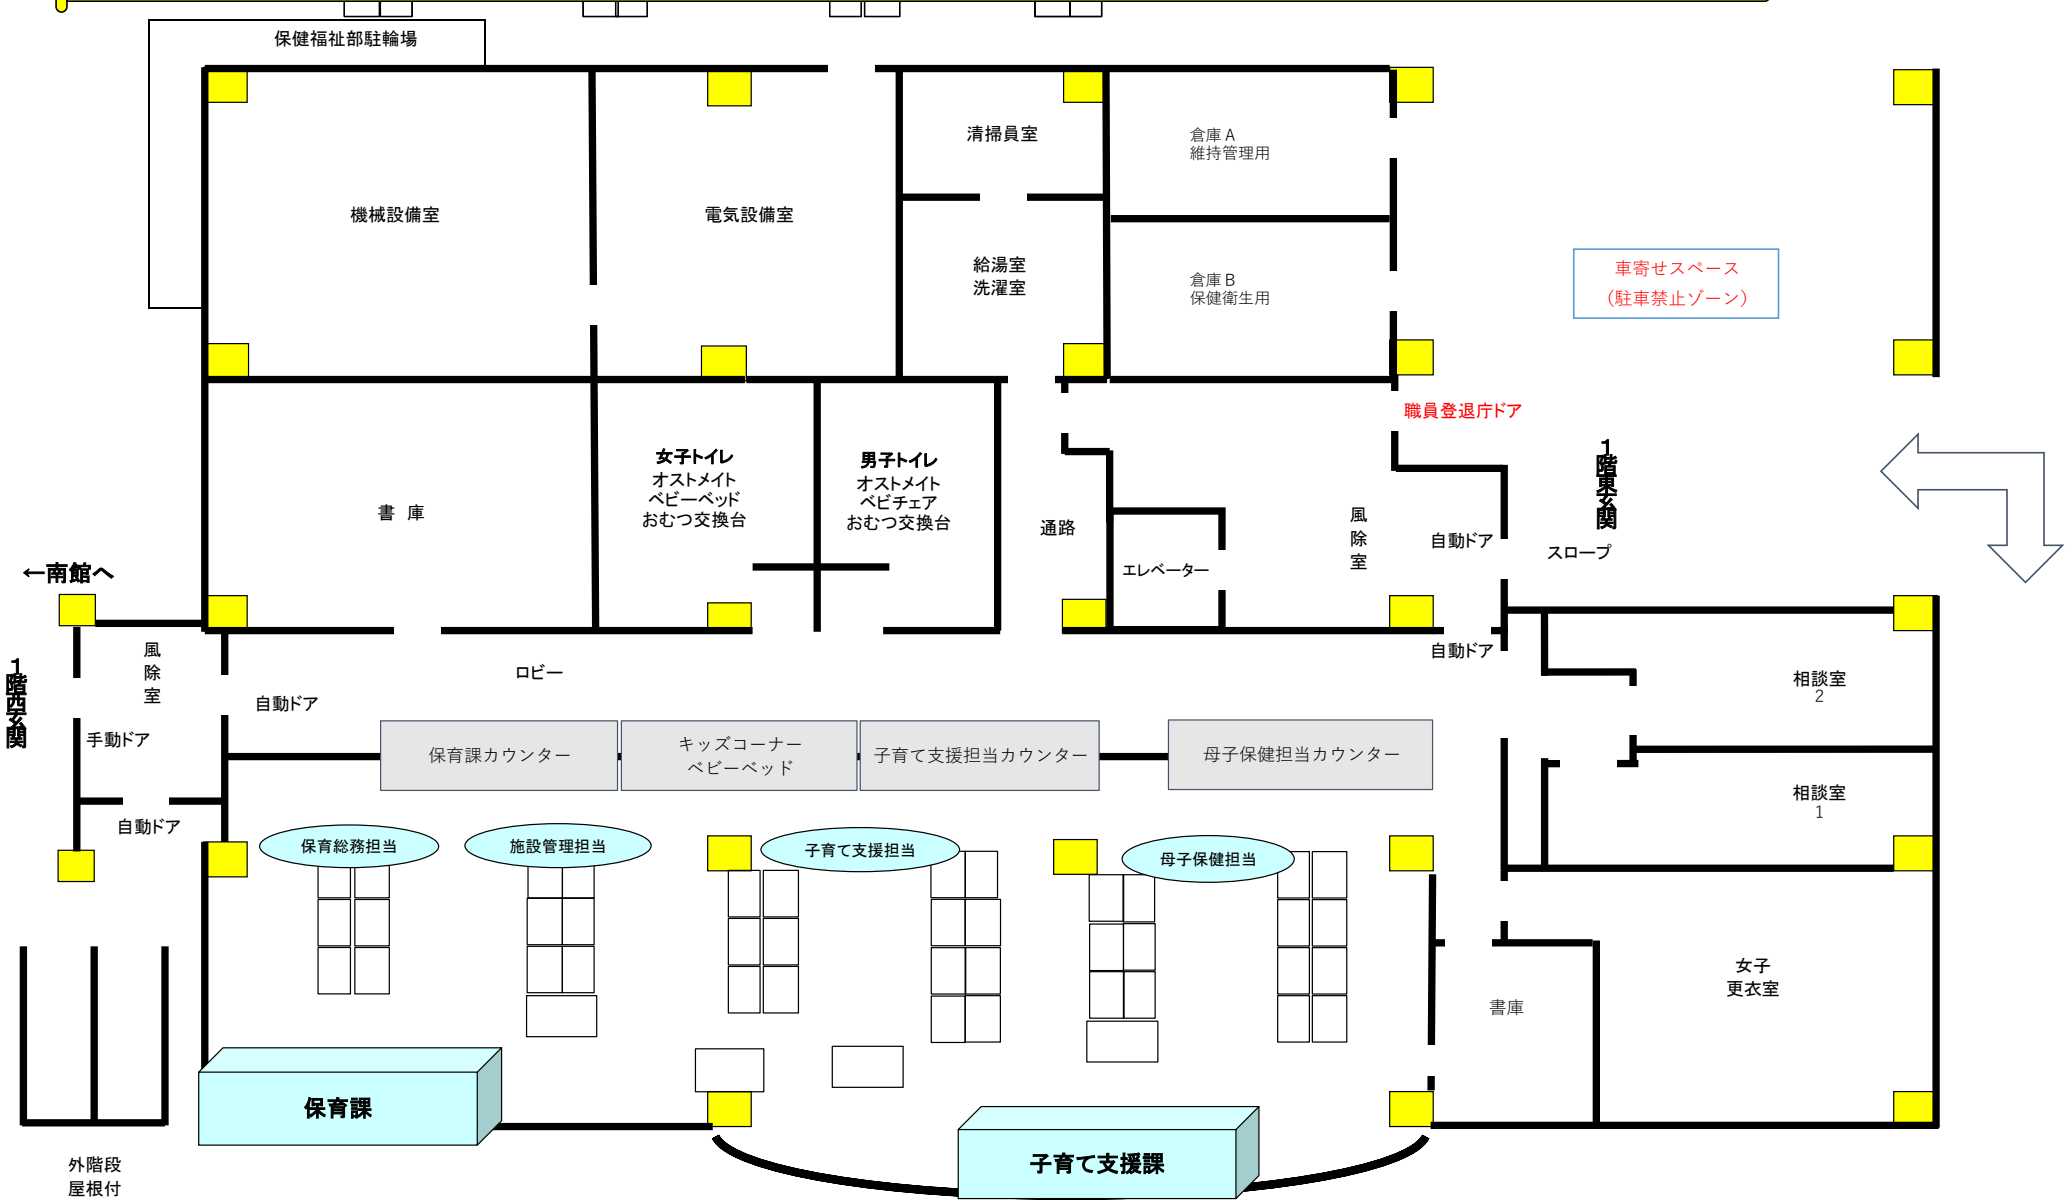 保健福祉部駐輪場
清掃員室
倉庫A
維持管理用
機械設備室
電気設備室
給湯室
洗濯室
倉庫B
保健衛生用
車寄せスペース
(駐車禁止ゾーン)
職員登退庁ドア
1階東玄関
女子トイレ
オストメイト
ベビーベッド
おむつ交換台
男子トイレ
オストメイト
ベビチェア
おむつ交換台
書 庫
通路
風除室
自動ドア
スロープ
エレベーター
←南館へ
1階西玄関
風除室
自動ドア
ロビー
自動ドア
手動ドア
相談室
2
保育課カウンター
キッズコーナー
ベビーベッド
子育て支援担当カウンター
母子保健担当カウンター
相談室
1
自動ドア
保育総務担当
施設管理担当
子育て支援担当
母子保健担当
女子
更衣室
書庫
保育課
子育て支援課
外階段
屋根付